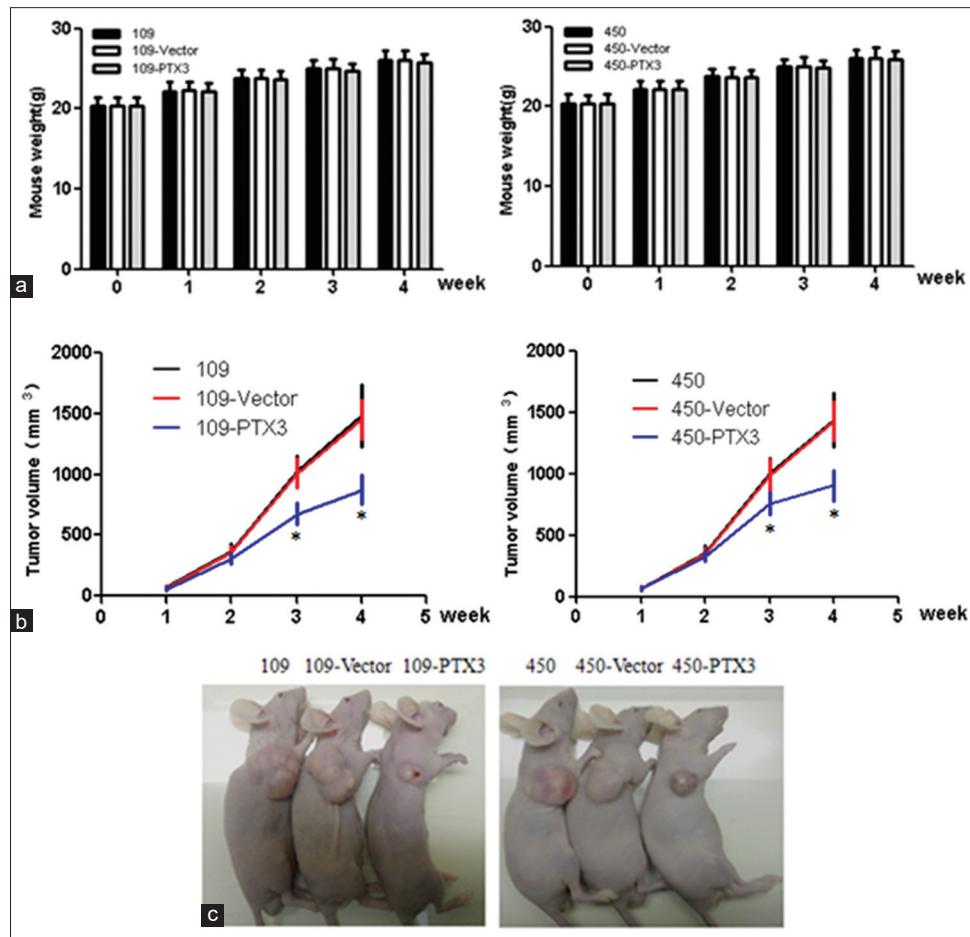 30
20
10
0
Mouse weight(g)
109
109-Vector
109-PTX3
0 1 2 3 4 week
30
20
10
0
Mouse weight(g)
450
450-Vector
450-PTX3
0 1 2 3 4 week
a
2000
1500
1000
500
0
Tumor volume (mm³)
109
109-Vector
109-PTX3
* *
0 1 2 3 4 5 week
2000
1500
1000
500
0
Tumor volume (mm³)
450
450-Vector
450-PTX3
* *
0 1 2 3 4 5 week
b
109 109-Vector 109-PTX3
450 450-Vector 450-PTX3
c